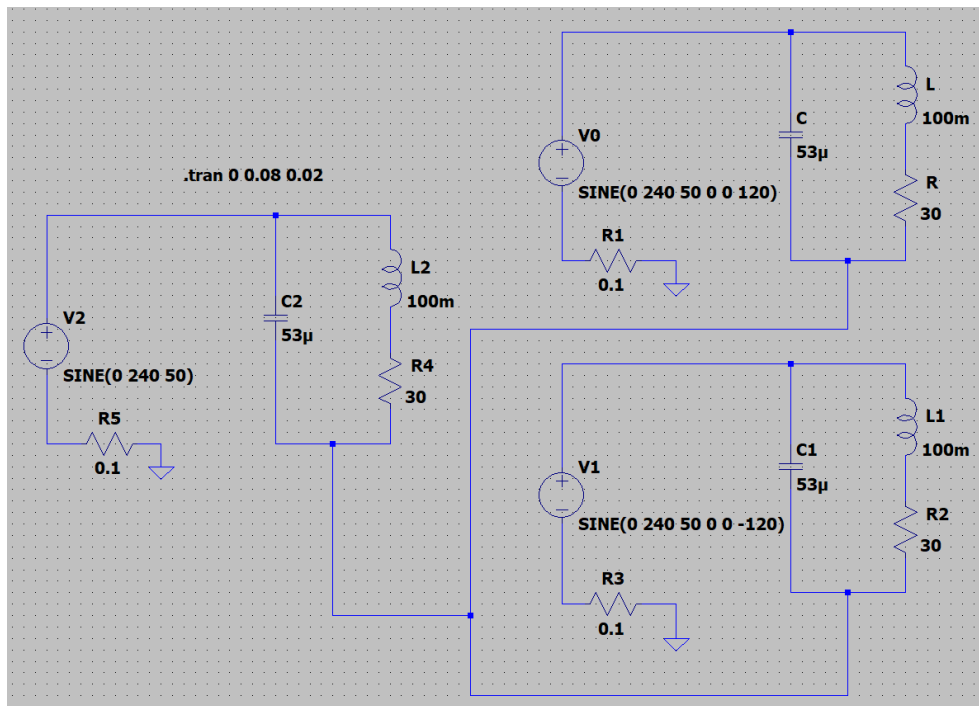 V0
SINE(0 240 50 0 0 120)
R1
0.1
C
53µ
L
100m
R
30
.tran 0 0.08 0.02
V2
SINE(0 240 50)
R5
0.1
C2
53µ
L2
100m
R4
30
V1
SINE(0 240 50 0 0 -120)
R3
0.1
C1
53µ
L1
100m
R2
30